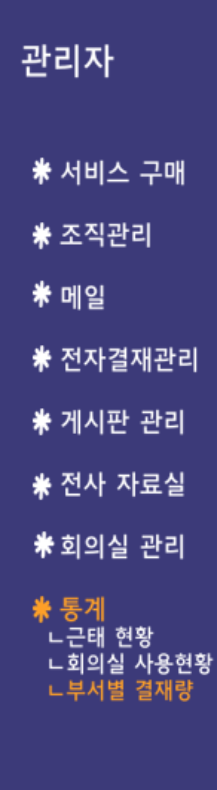 관리자
* 서비스 구매
* 조직관리
* 메일
* 전자결재관리
* 게시판 관리
* 전사 자료실
* 회의실 관리
* 통계
ㄴ근태 현황
ㄴ회의실 사용현황
ㄴ부서별 결재량